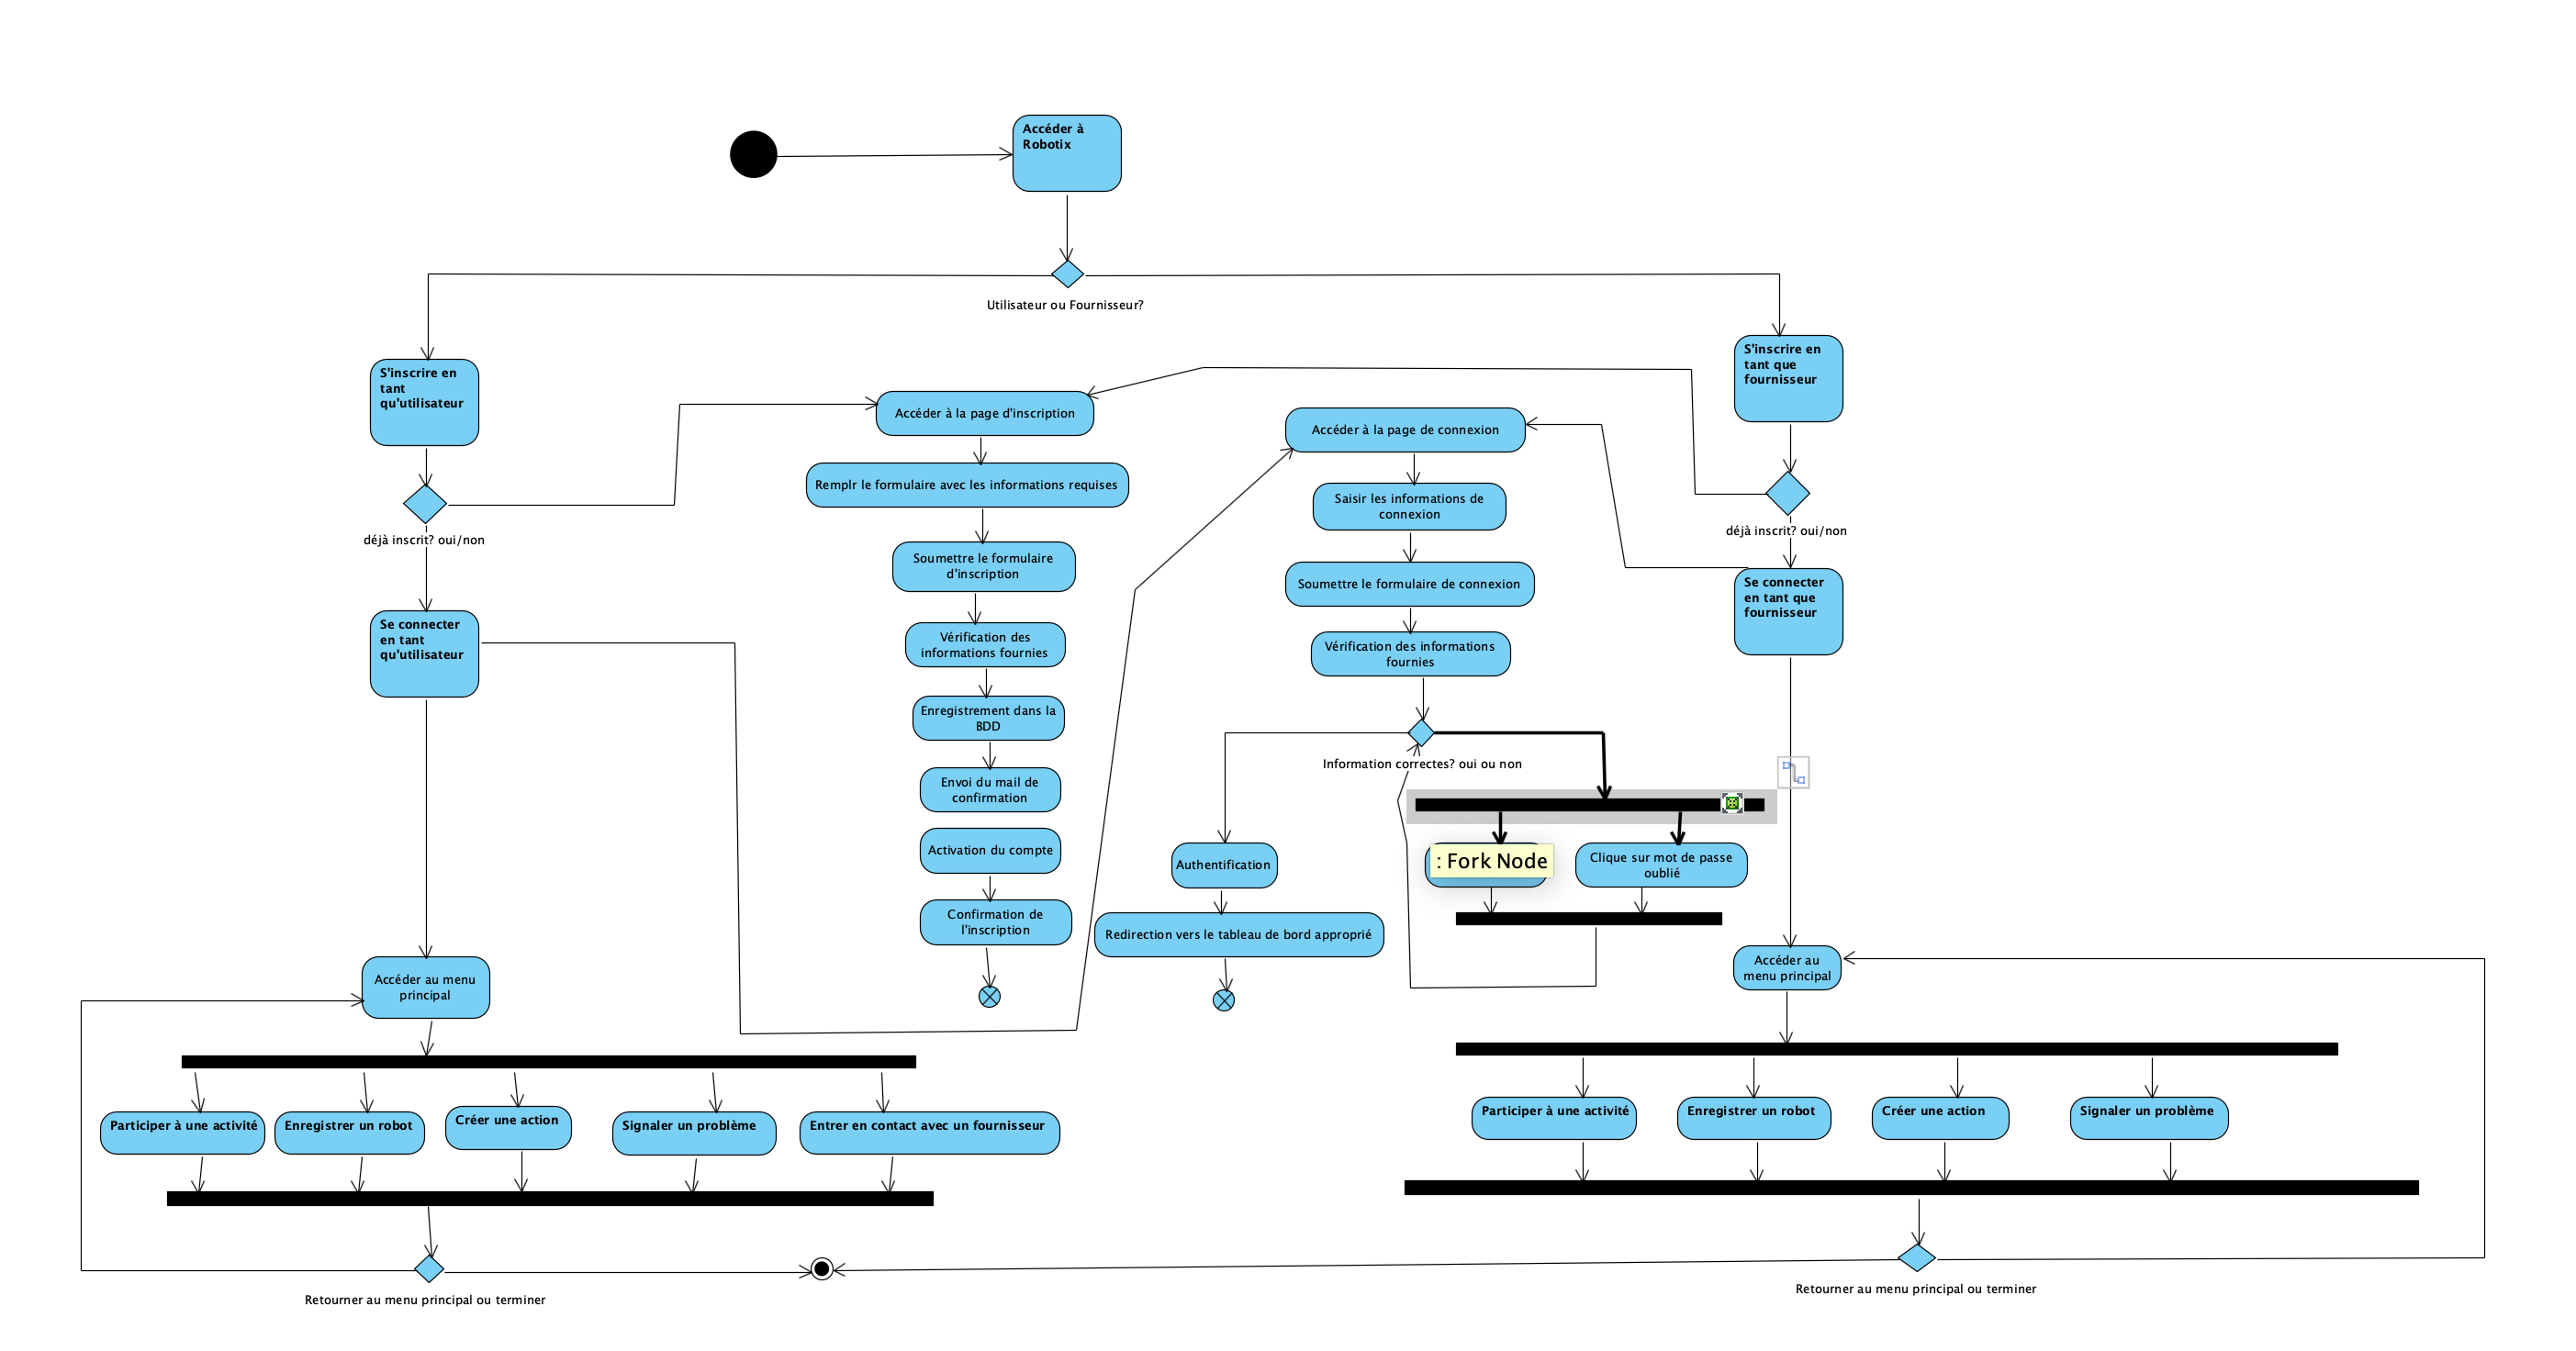 Accéder à
Robotix
Utilisateur ou Fournisseur?
S'inscrire en
tant
qu'utilisateur
déjà inscrit? oui/non
Se connecter
en tant
qu'utilisateur
Accéder à la page d'inscription
Remplr le formulaire avec les informations requises
Soumettre le formulaire
d'inscription
Vérification des
informations fournies
Enregistrement dans la
BDD
Envoi du mail de
confirmation
Activation du compte
Confirmation de
l'inscription
Accéder à la page de connexion
Saisir les informations de
connexion
Soumettre le formulaire de connexion
Vérification des informations
fournies
Information correctes? oui ou non
Authentification
Redirection vers le tableau de bord approprié
: Fork Node
Clique sur mot de passe
oublié
S'inscrire en
tant que
fournisseur
déjà inscrit? oui/non
Se connecter
en tant que
fournisseur
Accéder au menu
principal
Participer à une activité
Enregistrer un robot
Créer une action
Signaler un problème
Entrer en contact avec un fournisseur
Retourner au menu principal ou terminer
Accéder au
menu principal
Participer à une activité
Enregistrer un robot
Créer une action
Signaler un problème
Retourner au menu principal ou terminer